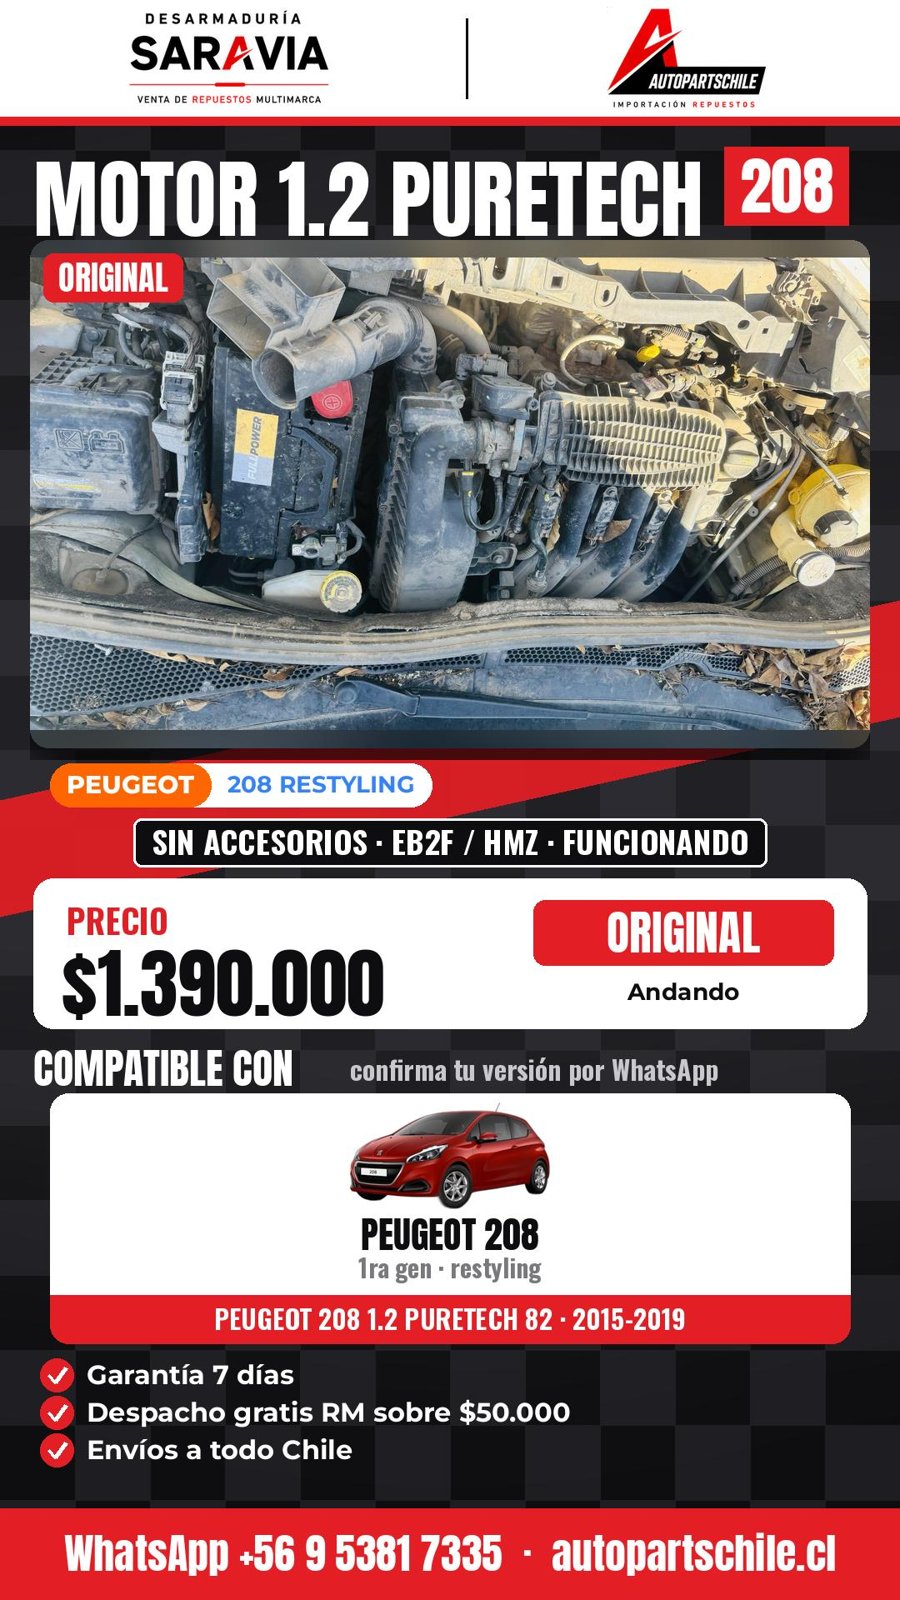 DESARMADURÍA
SARAVIA
VENTA DE REPUESTOS MULTIMARCA
AUTOPARTSCHILE
IMPORTACIÓN REPUESTOS
MOTOR 1.2 PURETECH 208
ORIGINAL
FULLPOWER
PEUGEOT 208 RESTYLING
SIN ACCESORIOS · EB2F / HMZ · FUNCIONANDO
PRECIO
$1.390.000
ORIGINAL
Andando
COMPATIBLE CON confirma tu versión por WhatsApp
208
PEUGEOT 208
1ra gen · restyling
PEUGEOT 208 1.2 PURETECH 82 · 2015-2019
Garantía 7 días
Despacho gratis RM sobre $50.000
Envíos a todo Chile
WhatsApp +56 9 5381 7335 · autopartschile.cl